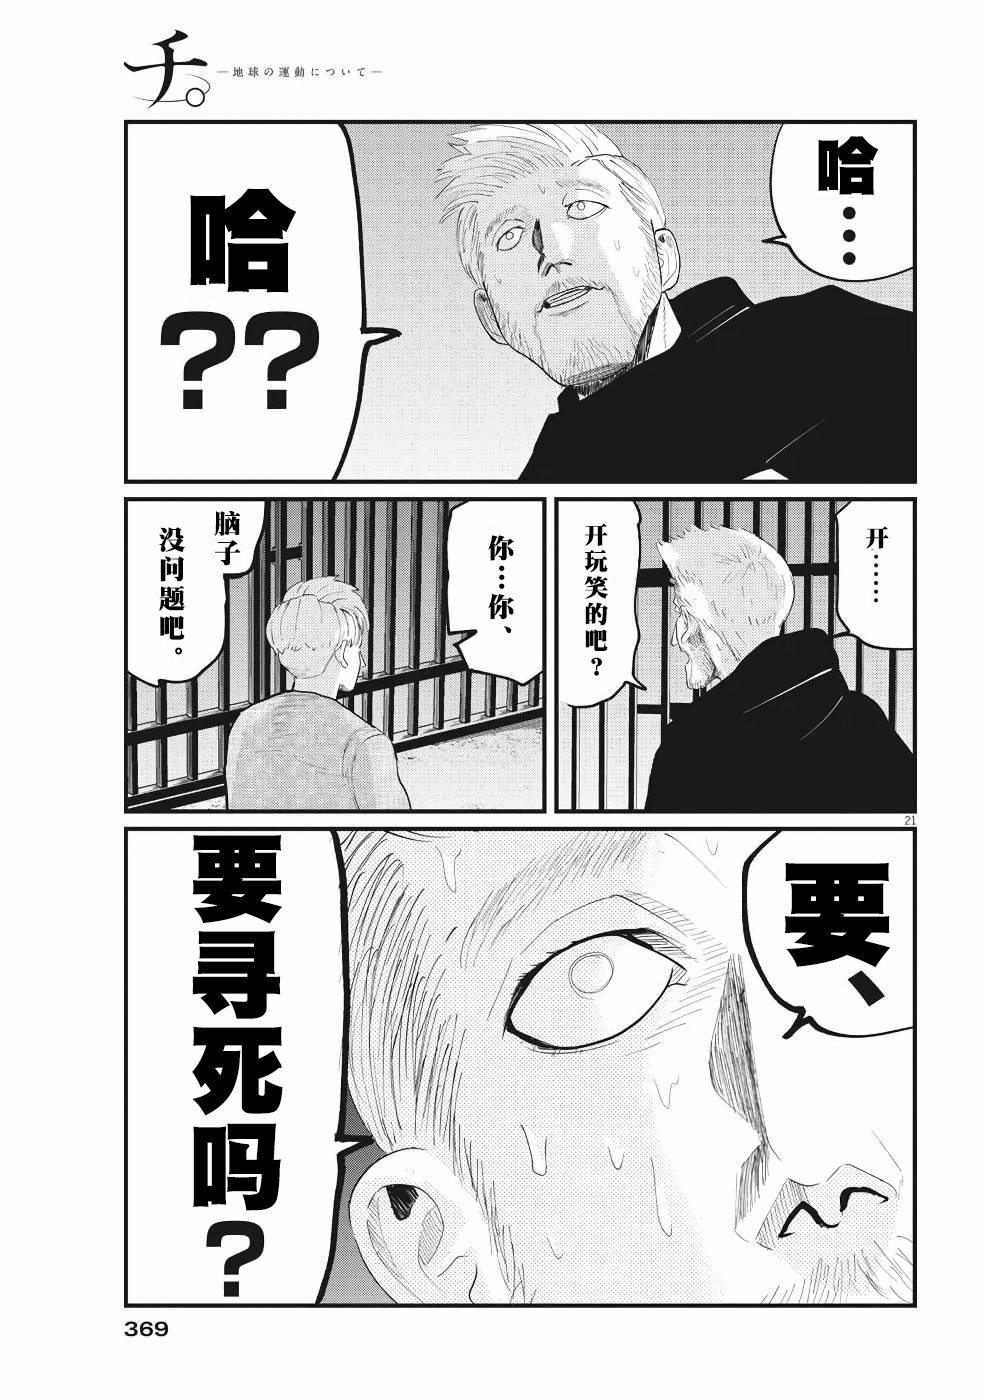 チ。
―地球の運動について―
哈…
哈
??
开……
开玩笑的吧?
你…你、
脑子
没问题吧。
21
要、
要寻死吗?
369